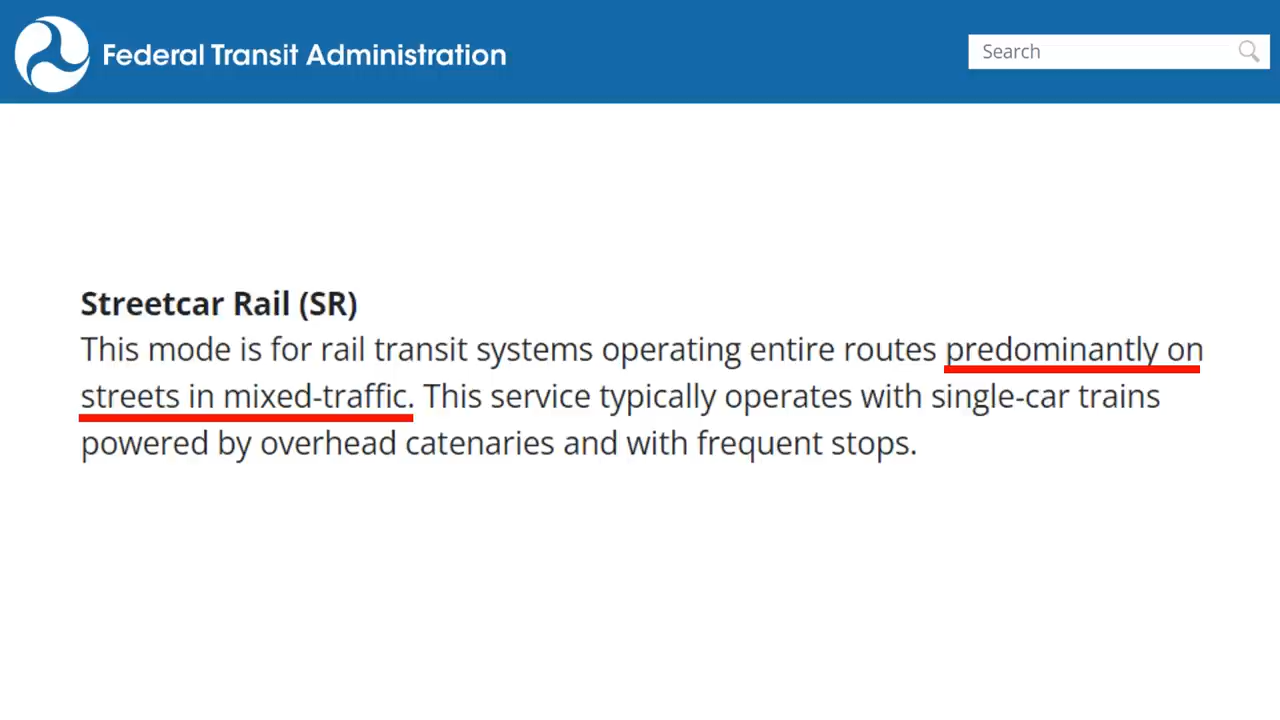 Federal Transit Administration
Search
Streetcar Rail (SR)
This mode is for rail transit systems operating entire routes predominantly on
streets in mixed-traffic. This service typically operates with single-car trains
powered by overhead catenaries and with frequent stops.